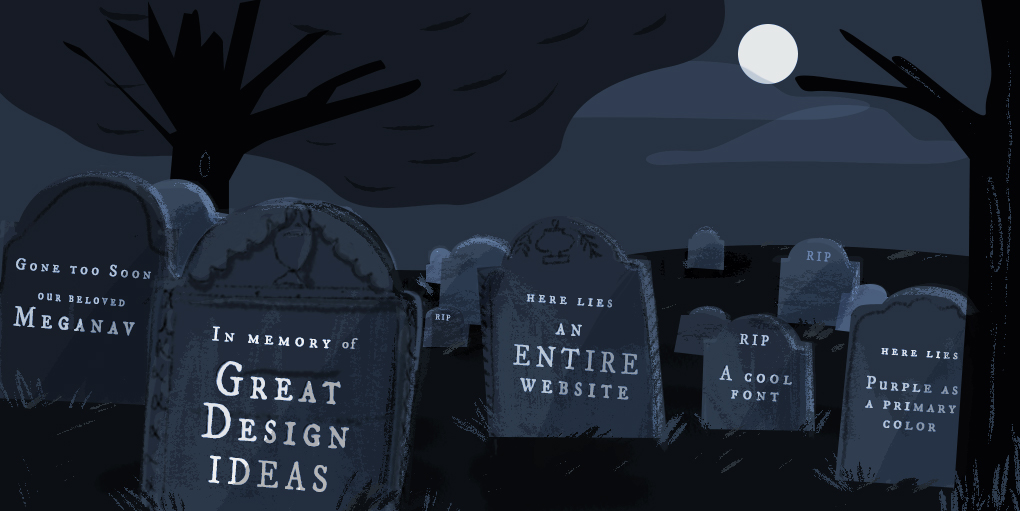 Gone too Soon
our beloved
Meganav
In memory of
Great
Design
Ideas
RIP
here lies
an
Entire
website
RIP
A cool
font
RIP
here lies
Purple as
a primary
color